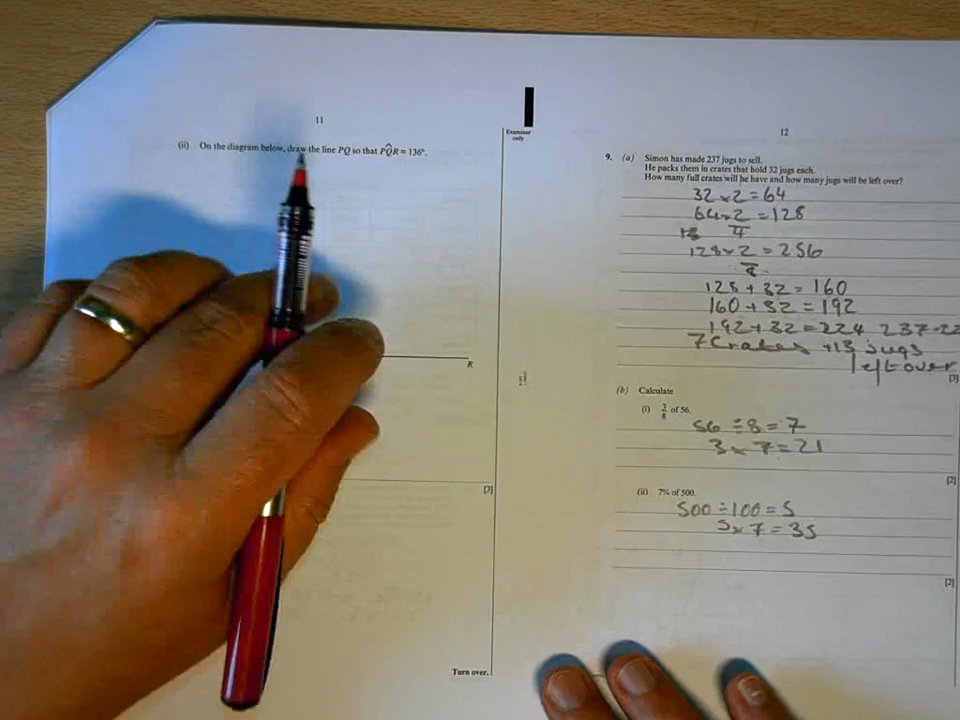 11
(ii) On the diagram below, draw the line PQ so that PQ̂R = 136°.
R
[3]
Turn over.
Examiner
only
12
9. (a) Simon has made 237 jugs to sell.
He packs them in crates that hold 32 jugs each.
How many full crates will he have and how many jugs will be left over?
32 × 2 = 64
64 × 2 = 128
4
128 × 2 = 256
8
128 + 32 = 160
160 + 32 = 192
192 + 32 = 224 237-22
7 Crates + 13 jugs
left over
[3]
(b) Calculate
(i) 3/8 of 56.
56 ÷ 8 = 7
3 × 7 = 21
[2]
(ii) 7% of 500.
500 ÷ 100 = 5
5 × 7 = 35
[2]